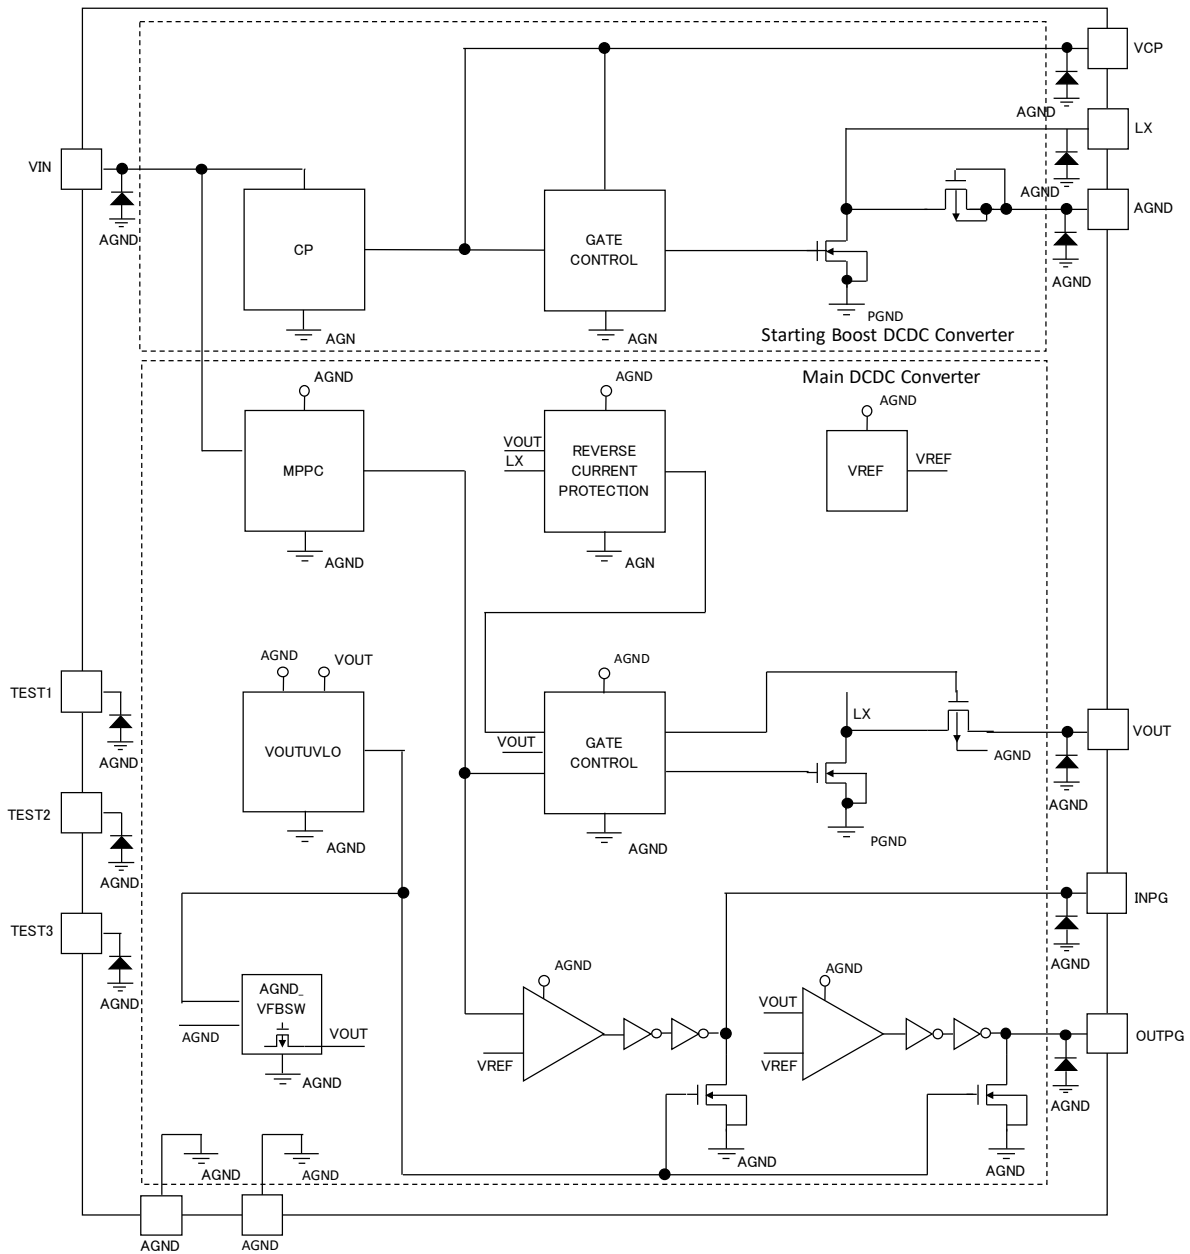 VCP
AGND
LX
VIN
AGND
AGND
AGND
CP
GATE
CONTROL
AGND
PGND
AGN
AGN
Starting Boost DCDC Converter
AGND
AGND
Main DCDC Converter
AGND
VOUT
LX
MPPC
REVERSE
CURRENT
PROTECTION
VREF
VREF
AGND
AGN
AGND
VOUT
AGND
TEST1
LX
VOUT
VOUTUVLO
VOUT
GATE
CONTROL
AGND
AGND
AGND
TEST2
AGND
AGND
PGND
AGND
TEST3
INPG
AGND
AGND
AGND
AGND
AGND_
VFBSW
AGND
VOUT
VOUT
OUTPG
VREF
VREF
AGND
AGND
AGND
AGND
AGND
AGND
AGND
AGND